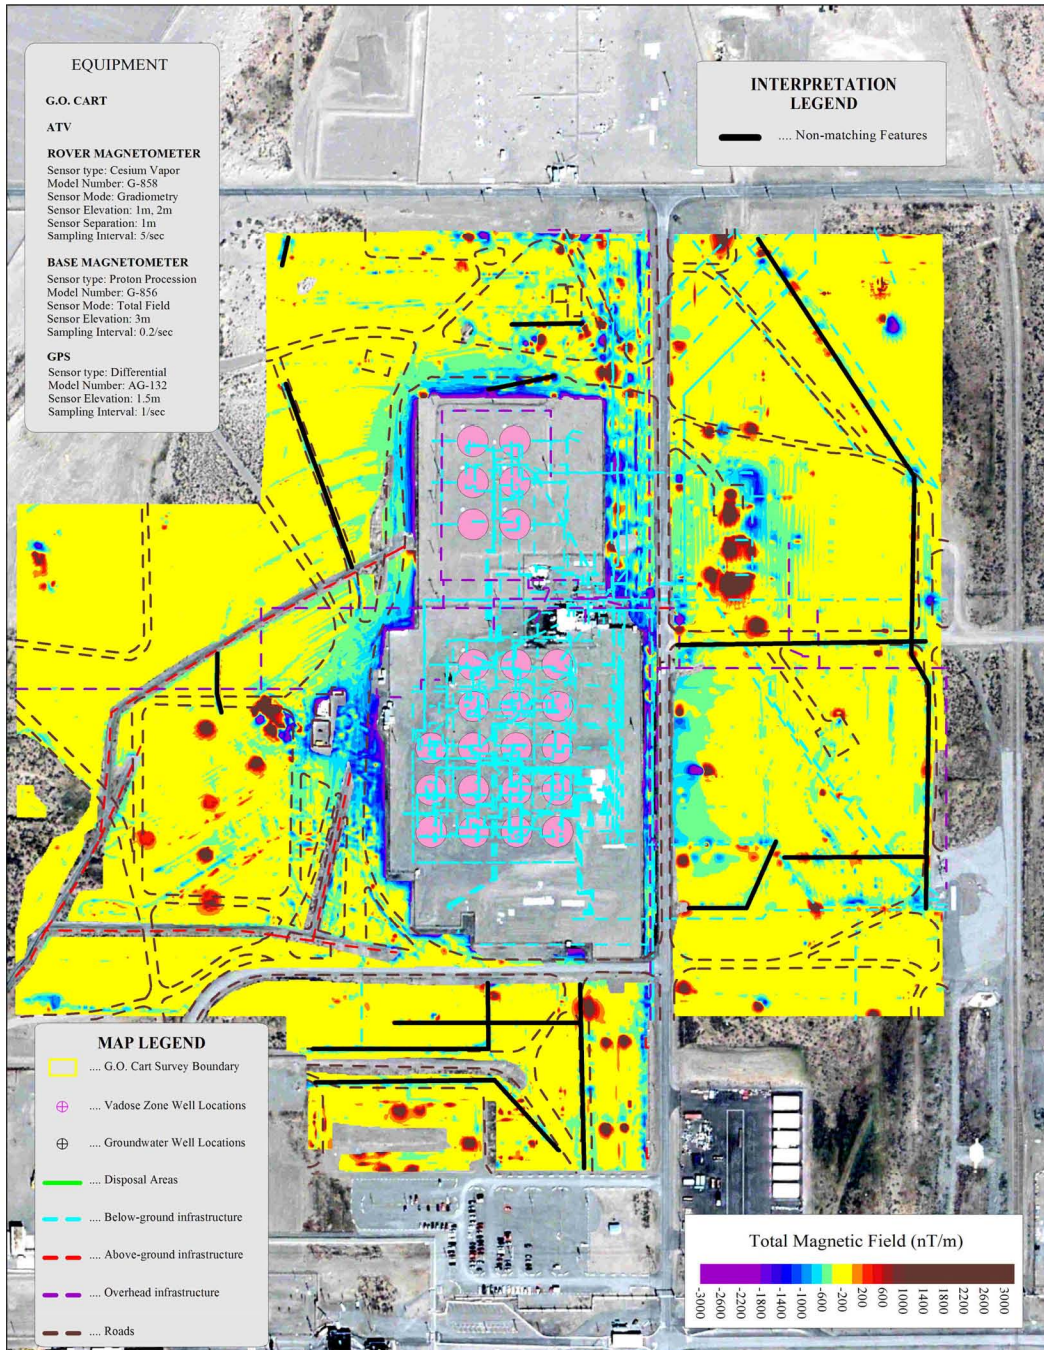 EQUIPMENT
G.O. CART
ATV
ROVER MAGNETOMETER
Sensor type: Cesium Vapor
Model Number: G-858
Sensor Mode: Gradiometry
Sensor Elevation: 1m, 2m
Sensor Separation: 1m
Sampling Interval: 5/sec
BASE MAGNETOMETER
Sensor type: Proton Procession
Model Number: G-856
Sensor Mode: Total Field
Sensor Elevation: 3m
Sampling Interval: 0.2/sec
GPS
Sensor type: Differential
Model Number: AG-132
Sensor Elevation: 1.5m
Sampling Interval: 1/sec
INTERPRETATION
LEGEND
.... Non-matching Features
MAP LEGEND
.... G.O. Cart Survey Boundary
.... Vadose Zone Well Locations
.... Groundwater Well Locations
.... Disposal Areas
.... Below-ground infrastructure
.... Above-ground infrastructure
.... Overhead infrastructure
.... Roads
Total Magnetic Field (nT/m)
-3000 -2600 -2200 -1800 -1400 -1000 -600 -200 200 600 1000 1400 1800 2200 2600 3000